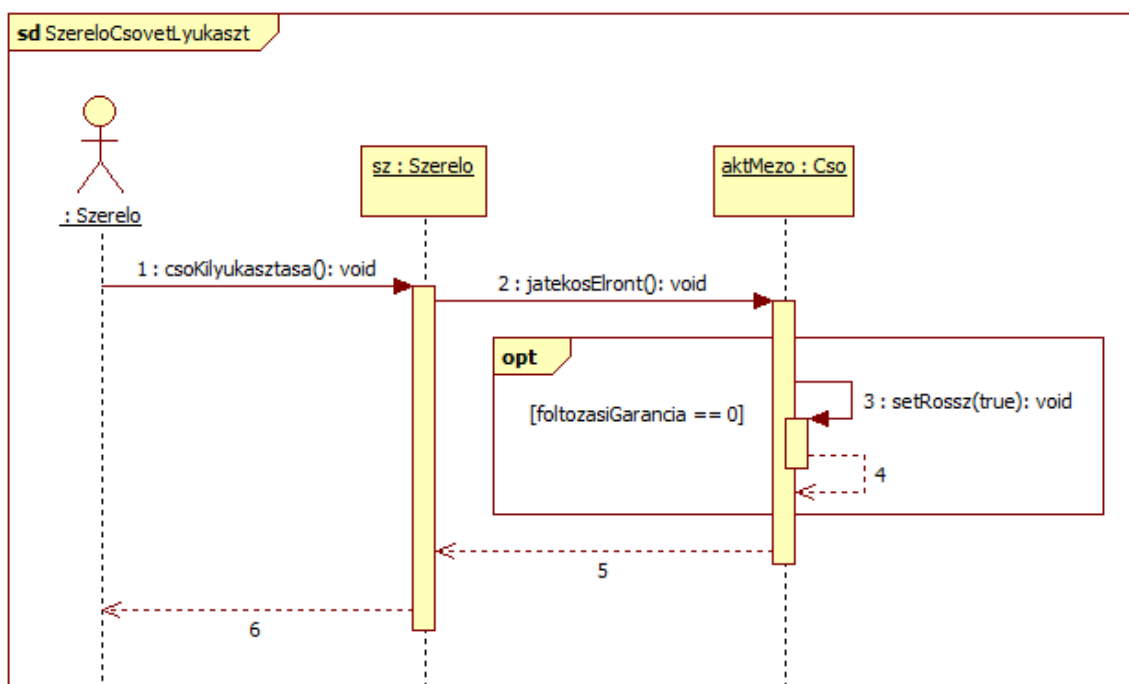 sd SzereloCsovetLyukaszt
: Szerelo
sz : Szerelo
aktMezo : Cso
1 : csoKilyukasztasa(): void
2 : jatekosElront(): void
opt
[foltozasiGarancia == 0]
3 : setRossz(true): void
4
5
6